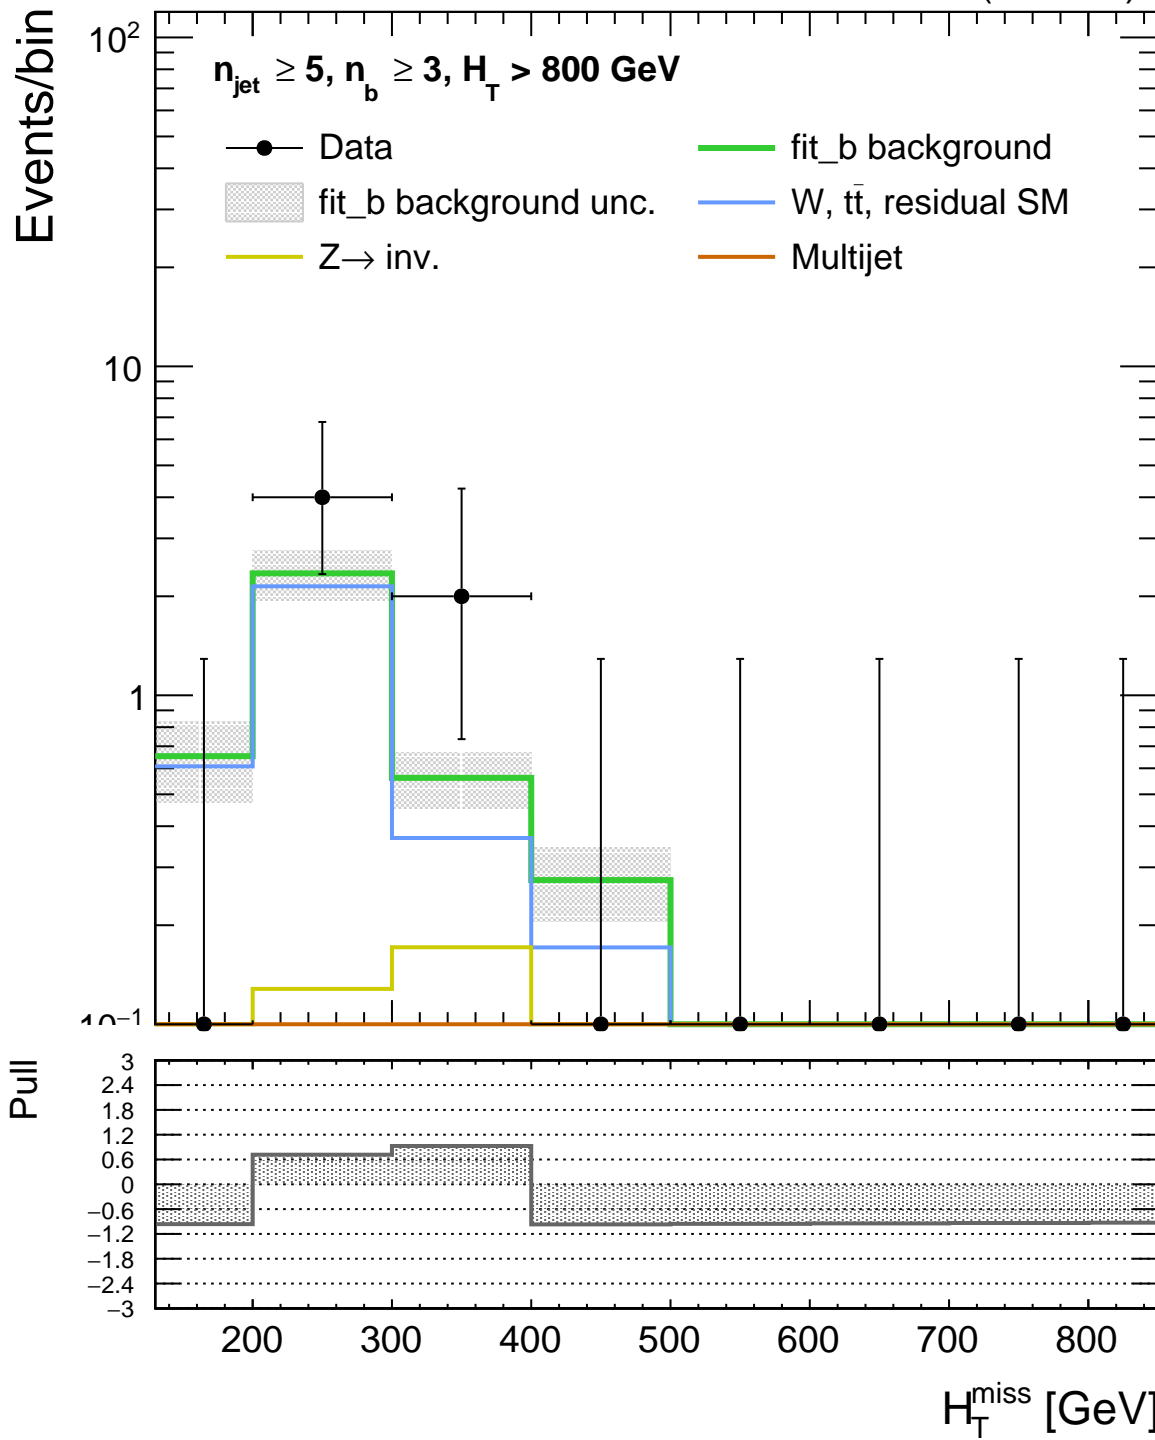 10²
Events/bin
n_jet ≥ 5, n_b ≥ 3, H_T > 800 GeV
Data
fit_b background
fit_b background unc.
W, tt̄, residual SM
Z→ inv.
Multijet
10
1
10⁻¹
Pull
3
2.4
1.8
1.2
0.6
0
−0.6
−1.2
−1.8
−2.4
−3
200 300 400 500 600 700 800
H_T^miss [GeV]